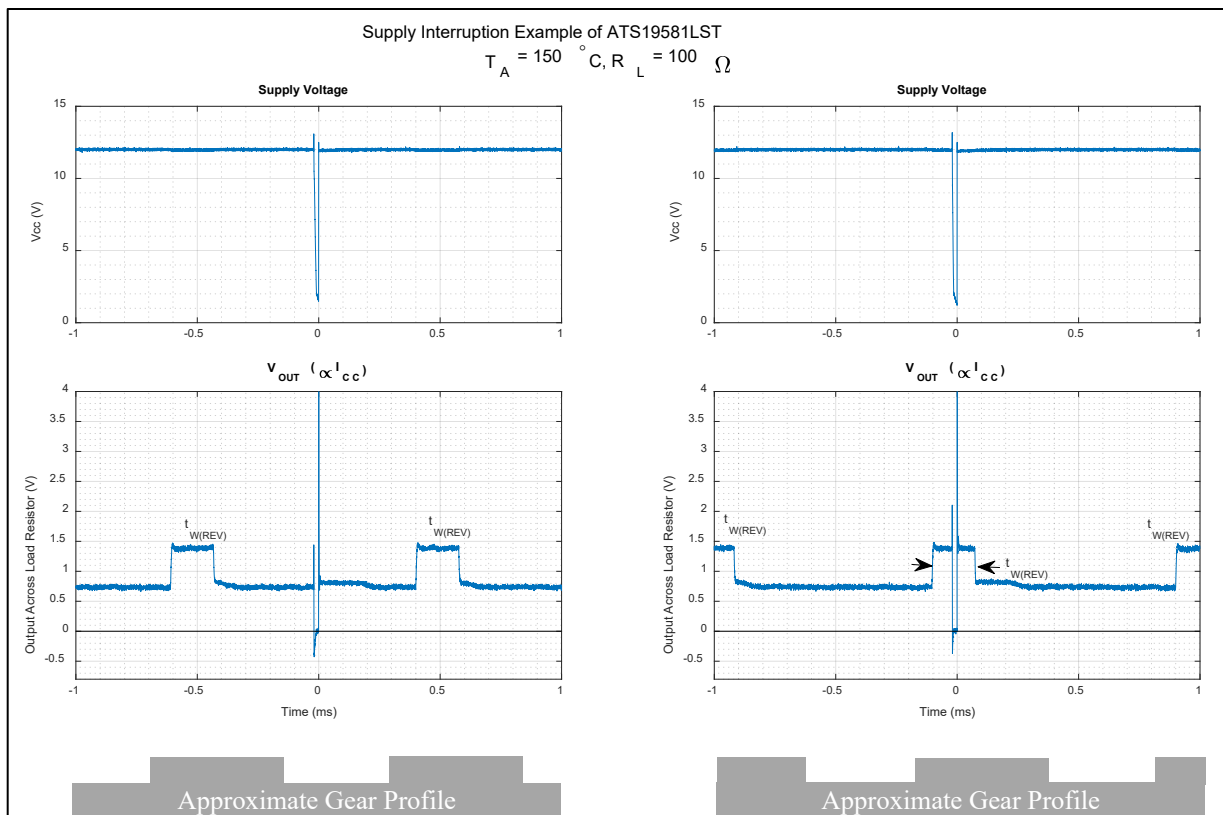 Supply Interruption Example of ATS19581LST
T A = 150 ° C, R L = 100 Ω
Supply Voltage
15
10
5
0
Vcc (V)
-1 -0.5 0 0.5 1
V OUT ( ∝ I CC )
4
3.5
3
2.5
2
1.5
1
0.5
0
-0.5
Output Across Load Resistor (V)
t W(REV)
t W(REV)
-1 -0.5 0 0.5 1
Time (ms)
Approximate Gear Profile
Supply Voltage
15
10
5
0
Vcc (V)
-1 -0.5 0 0.5 1
V OUT ( ∝ I CC )
4
3.5
3
2.5
2
1.5
1
0.5
0
-0.5
Output Across Load Resistor (V)
t W(REV)
t W(REV)
t W(REV)
-1 -0.5 0 0.5 1
Time (ms)
Approximate Gear Profile